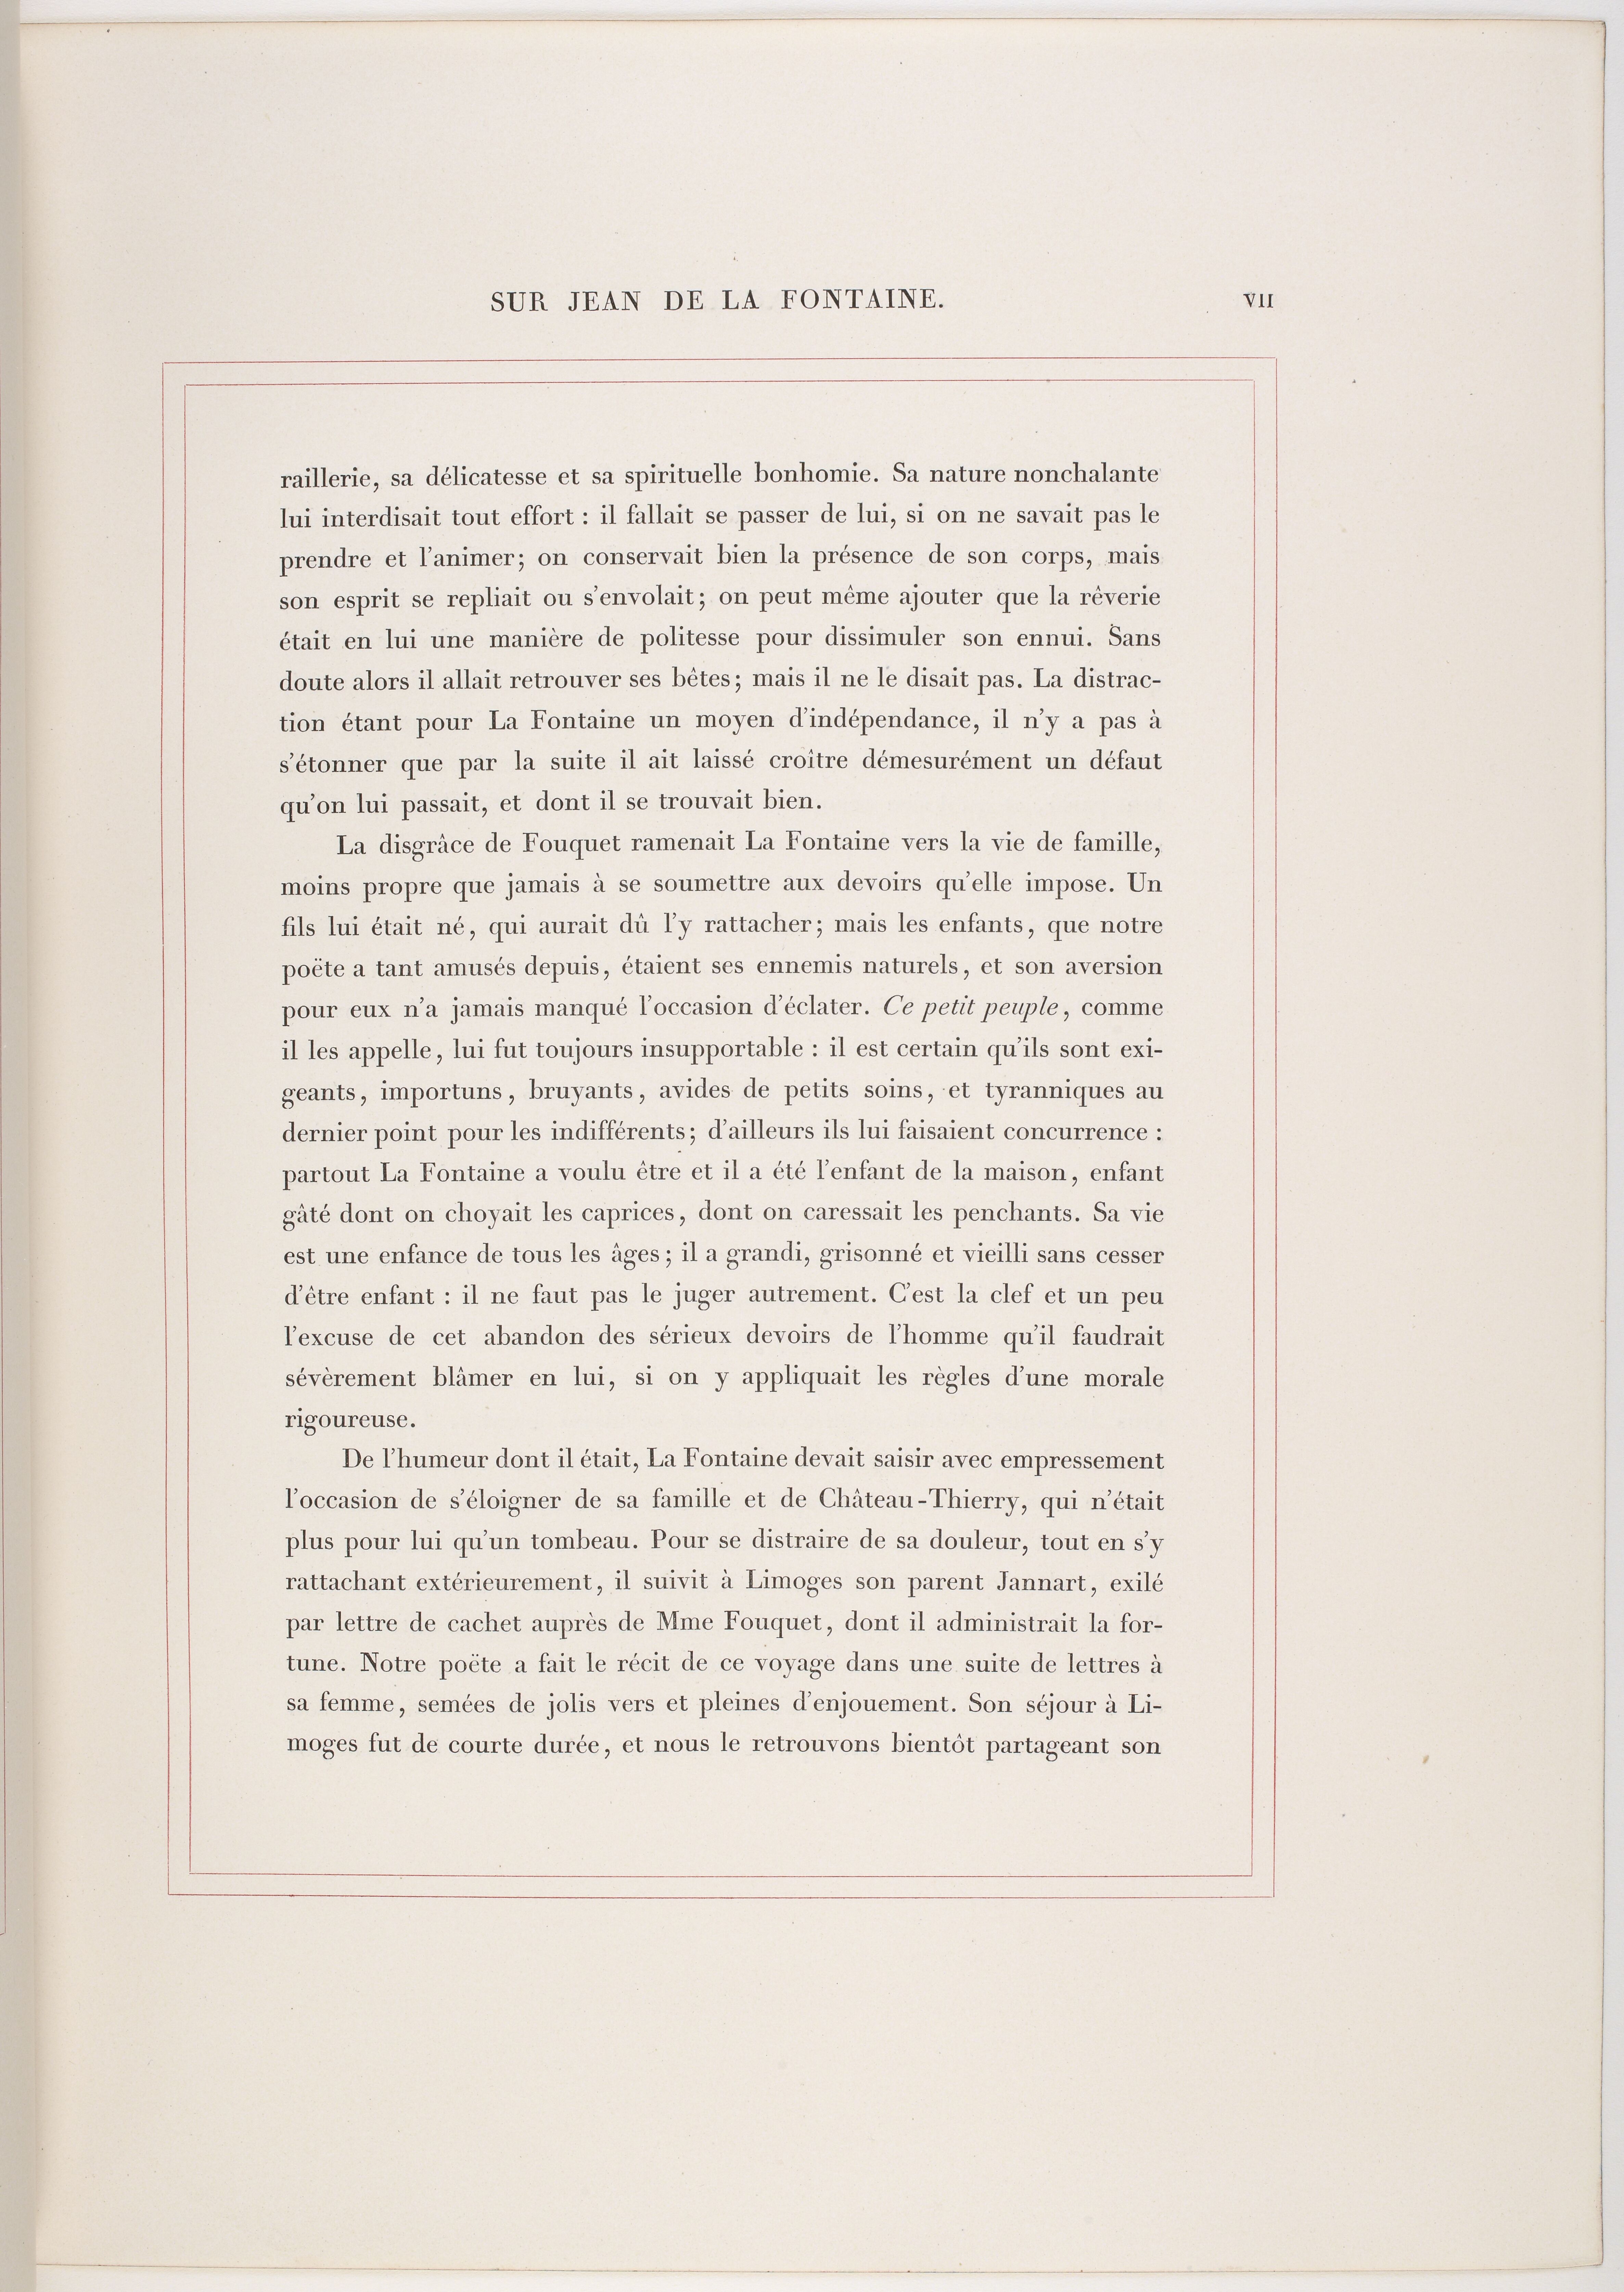 SUR JEAN DE LA FONTAINE. VII
raillerie, sa délicatesse et sa spirituelle bonhomie. Sa nature nonchalante
lui interdisait tout effort : il fallait se passer de lui, si on ne savait pas le
prendre et l'animer; on conservait bien la présence de son corps, mais
son esprit se repliait ou s'envolait; on peut même ajouter que la rêverie
était en lui une manière de politesse pour dissimuler son ennui. Sans
doute alors il allait retrouver ses bêtes; mais il ne le disait pas. La distrac-
tion étant pour La Fontaine un moyen d'indépendance, il n'y a pas à
s'étonner que par la suite il ait laissé croître démesurément un défaut
qu'on lui passait, et dont il se trouvait bien.
La disgrâce de Fouquet ramenait La Fontaine vers la vie de famille,
moins propre que jamais à se soumettre aux devoirs qu'elle impose. Un
fils lui était né, qui aurait dû l'y rattacher; mais les enfants, que notre
poëte a tant amusés depuis, étaient ses ennemis naturels, et son aversion
pour eux n'a jamais manqué l'occasion d'éclater. Ce petit peuple, comme
il les appelle, lui fut toujours insupportable : il est certain qu'ils sont exi-
geants, importuns, bruyants, avides de petits soins, et tyranniques au
dernier point pour les indifférents; d'ailleurs ils lui faisaient concurrence :
partout La Fontaine a voulu être et il a été l'enfant de la maison, enfant
gâté dont on choyait les caprices, dont on caressait les penchants. Sa vie
est une enfance de tous les âges; il a grandi, grisonné et vieilli sans cesser
d'être enfant : il ne faut pas le juger autrement. C'est la clef et un peu
l'excuse de cet abandon des sérieux devoirs de l'homme qu'il faudrait
sévèrement blâmer en lui, si on y appliquait les règles d'une morale
rigoureuse.
De l'humeur dont il était, La Fontaine devait saisir avec empressement
l'occasion de s'éloigner de sa famille et de Château-Thierry, qui n'était
plus pour lui qu'un tombeau. Pour se distraire de sa douleur, tout en s'y
rattachant extérieurement, il suivit à Limoges son parent Jannart, exilé
par lettre de cachet auprès de Mme Fouquet, dont il administrait la for-
tune. Notre poëte a fait le récit de ce voyage dans une suite de lettres à
sa femme, semées de jolis vers et pleines d'enjouement. Son séjour à Li-
moges fut de courte durée, et nous le retrouvons bientôt partageant son